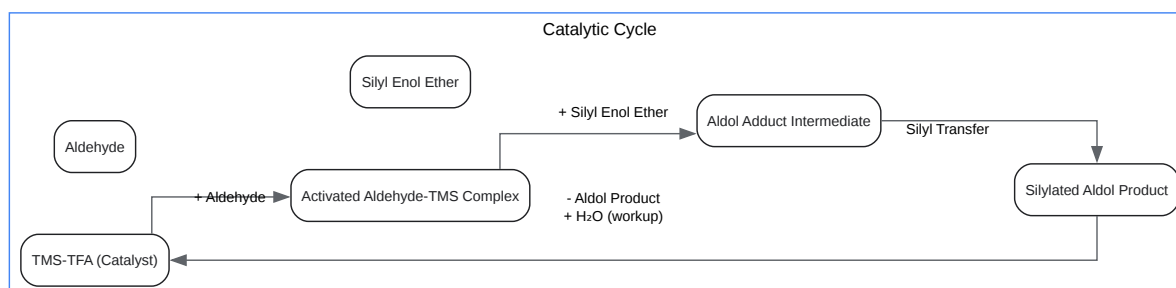 Catalytic Cycle
Silyl Enol Ether
+ Silyl Enol Ether
Aldol Adduct Intermediate
Silyl Transfer
Aldehyde
+ Aldehyde
Activated Aldehyde-TMS Complex
- Aldol Product
+ H₂O (workup)
Silylated Aldol Product
TMS-TFA (Catalyst)